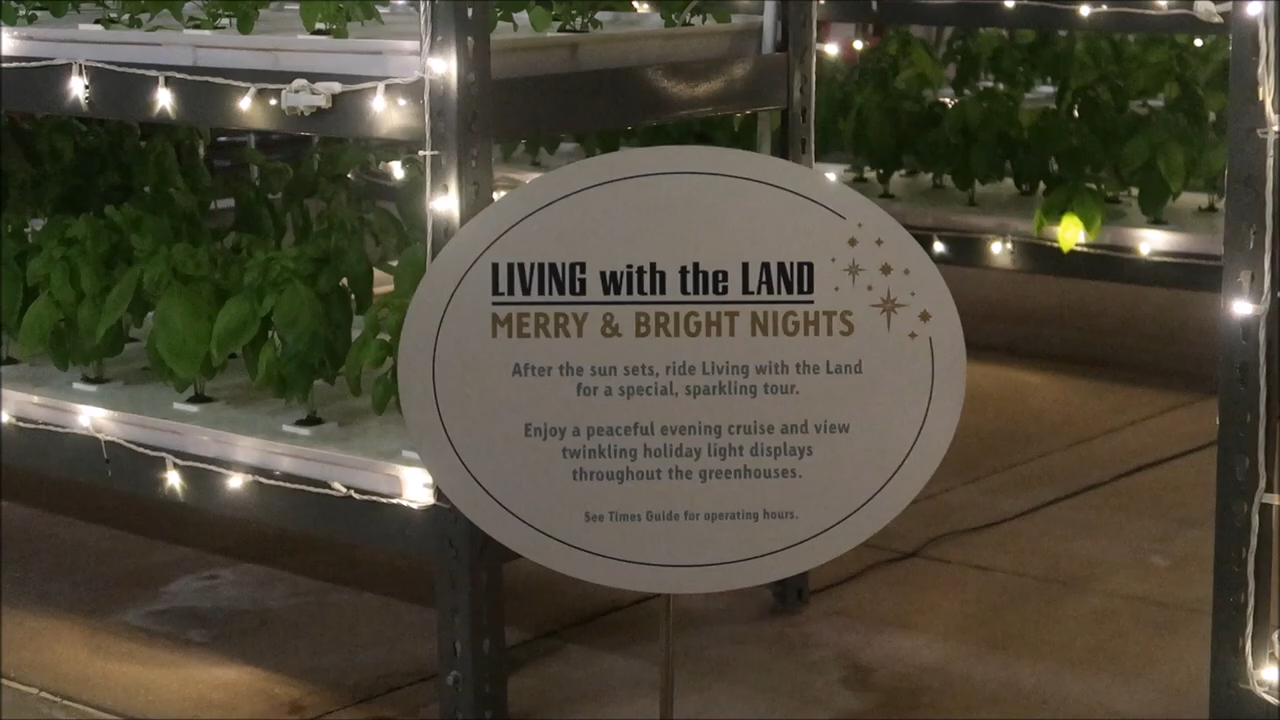 LIVING with the LAND
MERRY & BRIGHT NIGHTS
After the sun sets, ride Living with the Land
for a special, sparkling tour.
Enjoy a peaceful evening cruise and view
twinkling holiday light displays
throughout the greenhouses.
See Times Guide for operating hours.